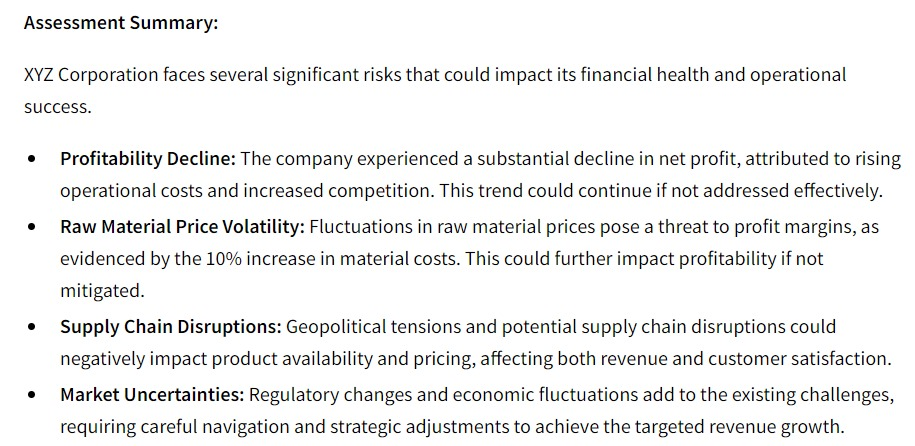 Assessment Summary:
XYZ Corporation faces several significant risks that could impact its financial health and operational
success.
• Profitability Decline: The company experienced a substantial decline in net profit, attributed to rising
operational costs and increased competition. This trend could continue if not addressed effectively.
• Raw Material Price Volatility: Fluctuations in raw material prices pose a threat to profit margins, as
evidenced by the 10% increase in material costs. This could further impact profitability if not
mitigated.
• Supply Chain Disruptions: Geopolitical tensions and potential supply chain disruptions could
negatively impact product availability and pricing, affecting both revenue and customer satisfaction.
• Market Uncertainties: Regulatory changes and economic fluctuations add to the existing challenges,
requiring careful navigation and strategic adjustments to achieve the targeted revenue growth.